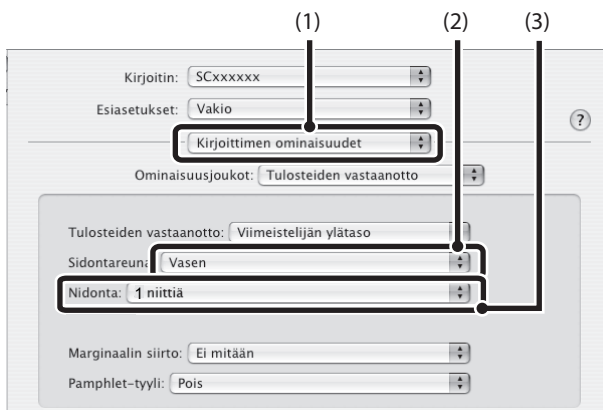 (1) (2) (3)
Kirjoitin: SCxxxxxx
Esiasetukset: Vakio
?
Kirjoittimen ominaisuudet
Ominaisuusjoukot: Tulosteiden vastaanotto
Tulosteiden vastaanotto: Viimeistelijän ylätaso
Sidontareuna Vasen
Nidonta: 1 niittiä
Marginaalin siirto: Ei mitään
Pamphlet-tyyli: Pois